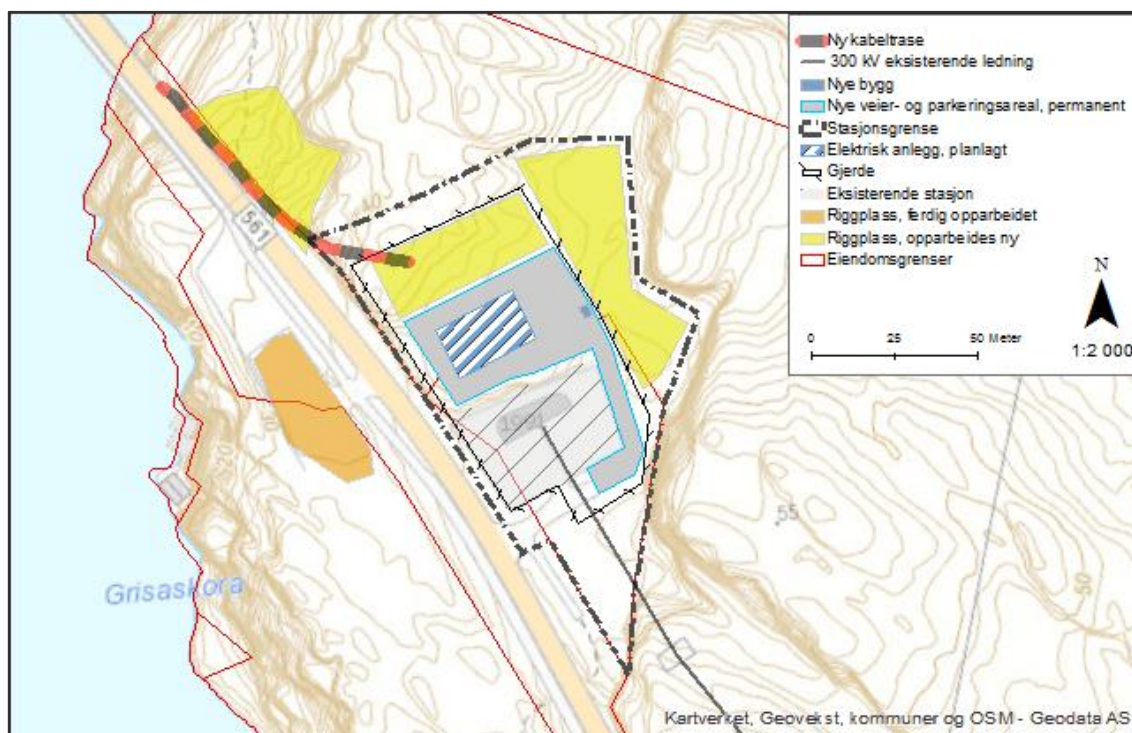 Ny kabeltrase
300 kV eksisterende ledning
Nye bygg
Nye veier- og parkeringsareal, permanent
Stasjonsgrense
Elektrisk anlegg, planlagt
Gjerde
Eksisterende stasjon
Riggplass, ferdig opparbeidet
Riggplass, opparbeides ny
Eiendomsgrenser
N
0 25 50 Meter
1:2 000
561
40
55
50
Grisaskora
Kartverket, Geovekst, kommuner og OSM - Geodata AS